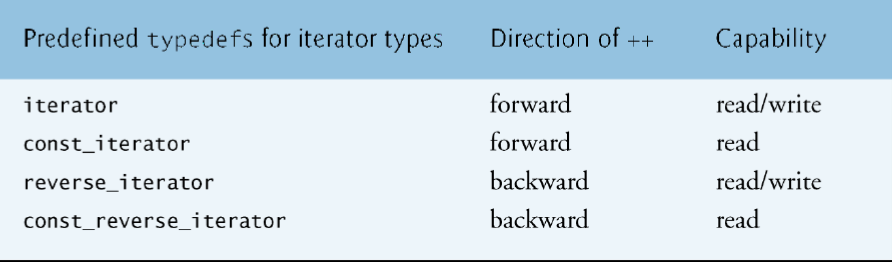 Predefined typedefs for iterator types Direction of ++ Capability
iterator forward read/write
const_iterator forward read
reverse_iterator backward read/write
const_reverse_iterator backward read